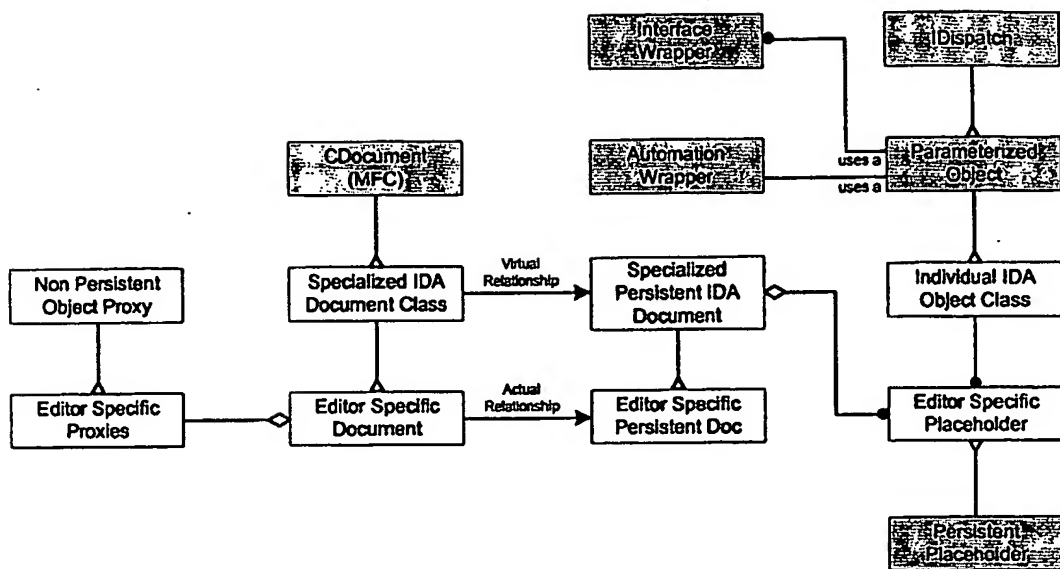 Interface
Wrapper
IDispatch
CDocument
(MFC)
Automation
Wrapper
uses a
uses a
Parameterized
Object
Non Persistent
Object Proxy
Specialized IDA
Document Class
Virtual
Relationship
Specialized
Persistent IDA
Document
Individual IDA
Object Class
Editor Specific
Proxies
Editor Specific
Document
Actual
Relationship
Editor Specific
Persistent Doc
Editor Specific
Placeholder
Persistent
Placeholder